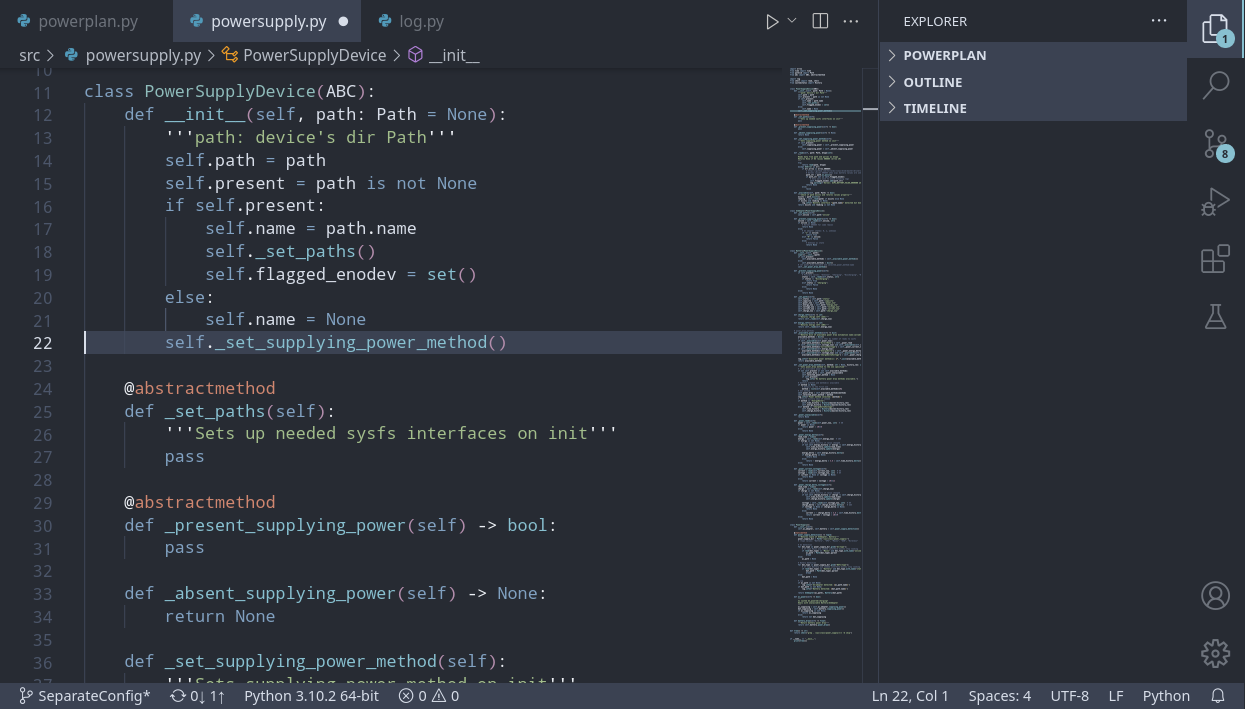 powerplan.py powersupply.py log.py
src > powersupply.py > PowerSupplyDevice > __init__
10
11 class PowerSupplyDevice(ABC):
12     def __init__(self, path: Path = None):
13         '''path: device's dir Path'''
14         self.path = path
15         self.present = path is not None
16         if self.present:
17             self.name = path.name
18             self._set_paths()
19             self.flagged_enodev = set()
20         else:
21             self.name = None
22         self._set_supplying_power_method()
23
24     @abstractmethod
25     def _set_paths(self):
26         '''Sets up needed sysfs interfaces on init'''
27         pass
28
29     @abstractmethod
30     def _present_supplying_power(self) -> bool:
31         pass
32
33     def _absent_supplying_power(self) -> None:
34         return None
35
36     def _set_supplying_power_method(self):
37         '''Sets supplying power method on init'''
EXPLORER
POWERPLAN
OUTLINE
TIMELINE
1
8
SeparateConfig* 0↓ 1↑ Python 3.10.2 64-bit 0 0 Ln 22, Col 1 Spaces: 4 UTF-8 LF Python